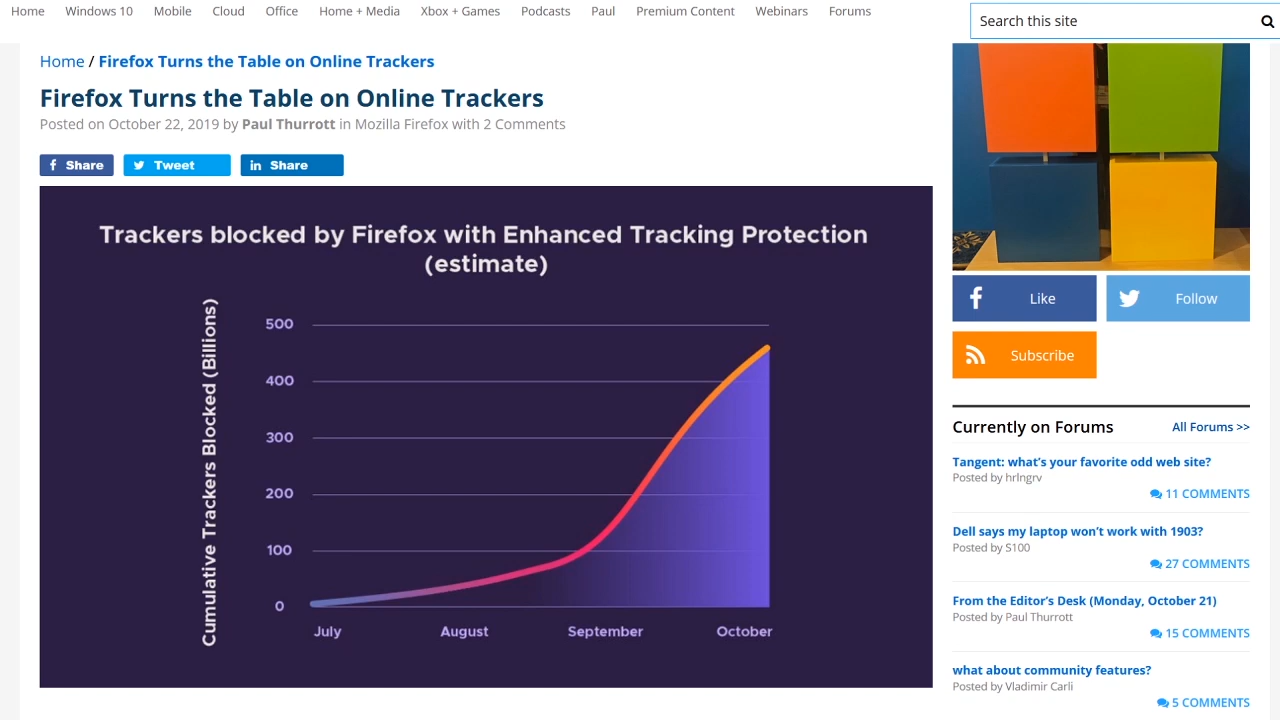 Home Windows 10 Mobile Cloud Office Home + Media Xbox + Games Podcasts Paul Premium Content Webinars Forums
Search this site
Home / Firefox Turns the Table on Online Trackers
Firefox Turns the Table on Online Trackers
Posted on October 22, 2019 by Paul Thurrott in Mozilla Firefox with 2 Comments
Share Tweet Share
Trackers blocked by Firefox with Enhanced Tracking Protection
(estimate)
Cumulative Trackers Blocked (Billions)
500
400
300
200
100
0
July August September October
Like Follow
Subscribe
Currently on Forums All Forums >>
Tangent: what's your favorite odd web site?
Posted by hrlngrv
11 COMMENTS
Dell says my laptop won't work with 1903?
Posted by S100
27 COMMENTS
From the Editor's Desk (Monday, October 21)
Posted by Paul Thurrott
15 COMMENTS
what about community features?
Posted by Vladimir Carli
5 COMMENTS